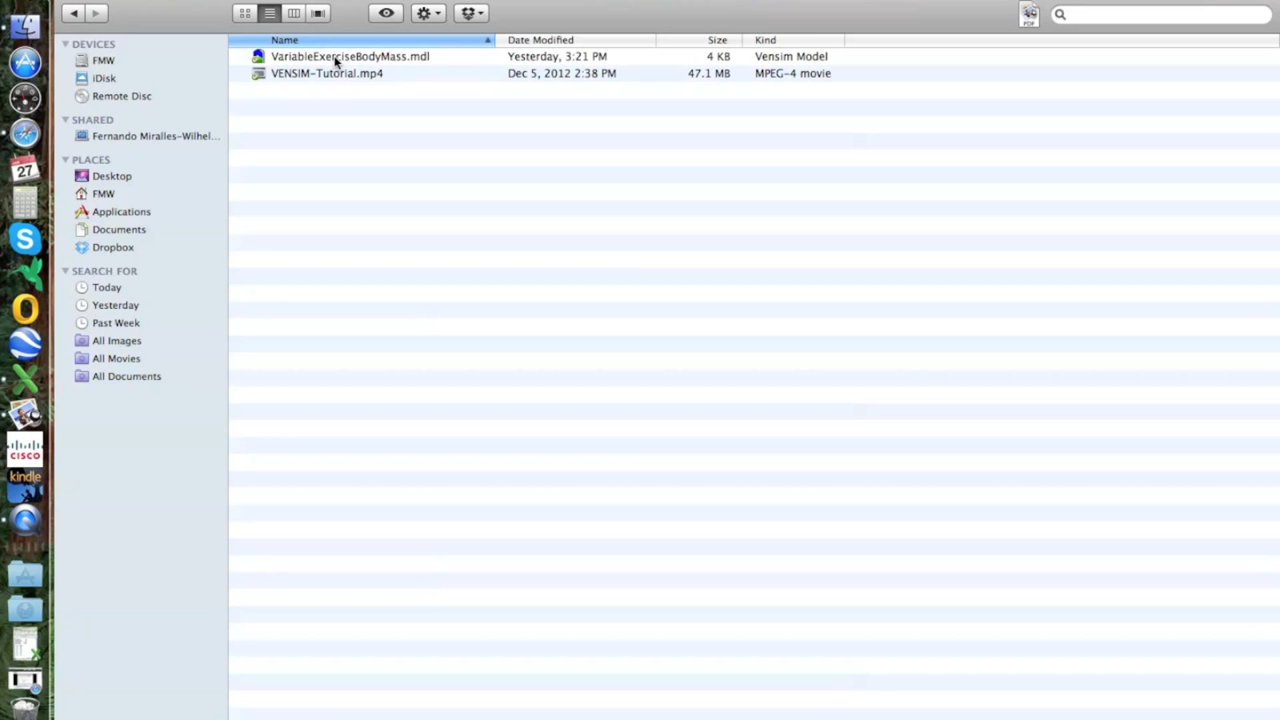 PDF
Name Date Modified Size Kind
DEVICES
FMW
iDisk
Remote Disc
SHARED
Fernando Miralles-Wilhel...
PLACES
Desktop
FMW
Applications
Documents
Dropbox
SEARCH FOR
Today
Yesterday
Past Week
All Images
All Movies
All Documents
VariableExerciseBodyMass.mdl Yesterday, 3:21 PM 4 KB Vensim Model
VENSIM-Tutorial.mp4 Dec 5, 2012 2:38 PM 47.1 MB MPEG-4 movie
27
S
CISCO
kindle